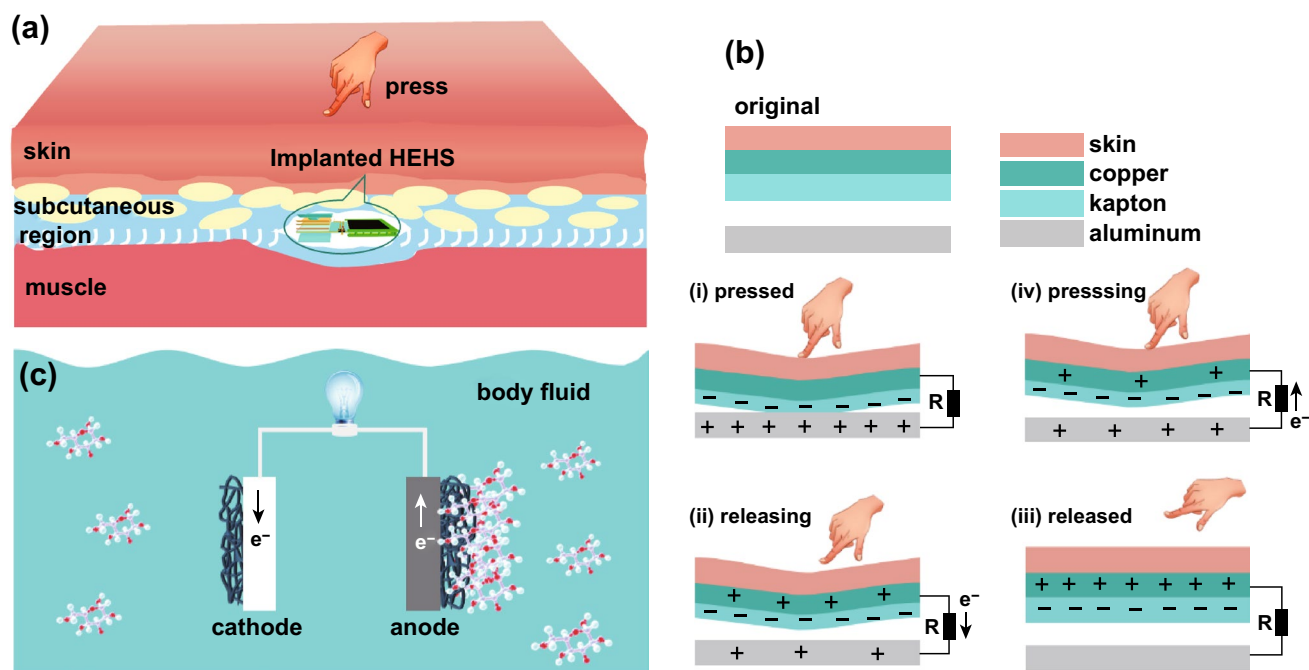 (a)
press
skin
Implanted HEHS
subcutaneous
region
muscle
(b)
original
skin
copper
kapton
aluminum
(i) pressed
− − − − − − −
R
+ + + + + + +
(iv) presssing
+ + +
− − − − − − −
R
e−
+ + + +
(ii) releasing
+ + + +
− − − − − − −
e−
R
+ + +
(iii) released
+ + + + + + +
− − − − − − −
e−
R
(c)
body fluid
e−
e−
cathode
anode